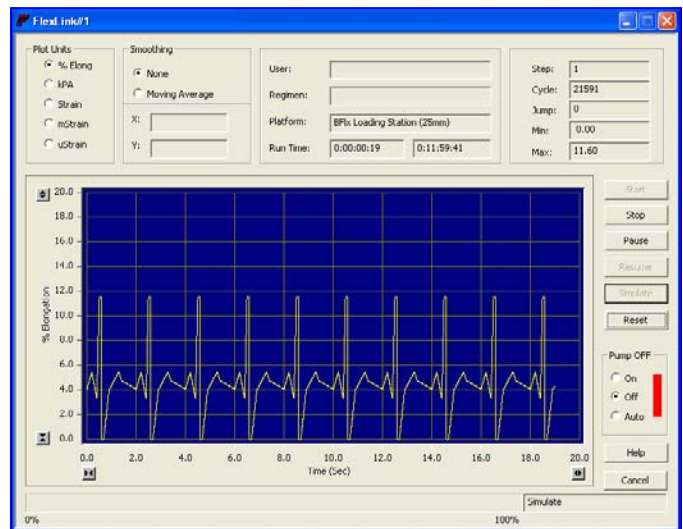 FlexLink#1
Plot Units
% Elong
kPA
Strain
mStrain
uStrain
Smoothing
None
Moving Average
X:
Y:
User:
Regimen:
Platform: BFlx Loading Station (25mm)
Run Time: 0:00:00:19 0:11:59:41
Step: 1
Cycle: 21591
Jump: 0
Min: 0.00
Max: 11.60
% Elongation
20.0
18.0
16.0
14.0
12.0
10.0
8.0
6.0
4.0
2.0
0.0
0.0 2.0 4.0 6.0 8.0 10.0 12.0 14.0 16.0 18.0 20.0
Time (Sec)
Start
Stop
Pause
Resume
Simulate
Reset
Pump OFF
On
Off
Auto
Help
Cancel
Simulate
0% 100%